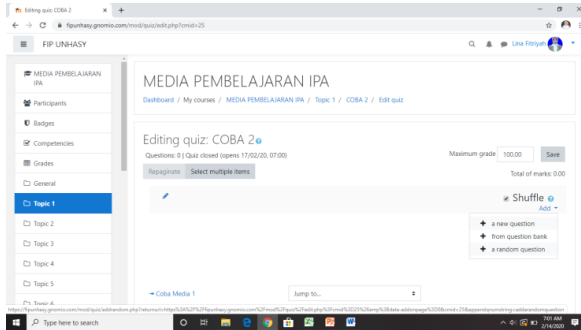 Editing quiz: COBA 2
fipunhasy.gnomio.com/mod/quiz/edit.php?cmid=25
FIP UNHASY
Lina Fitriyah
MEDIA PEMBELAJARAN IPA
Participants
Badges
Competencies
Grades
General
Topic 1
Topic 2
Topic 3
Topic 4
Topic 5
Topic 6
MEDIA PEMBELAJARAN IPA
Dashboard / My courses / MEDIA PEMBELAJARAN IPA / Topic 1 / COBA 2 / Edit quiz
Editing quiz: COBA 2
Questions: 0 | Quiz closed (opens 17/02/20, 07:00)
Maximum grade 100,00 Save
Repaginate Select multiple items
Total of marks: 0.00
Shuffle
Add
a new question
from question bank
a random question
Coba Media 1
Jump to...
Type here to search
7:01 AM
2/14/2020